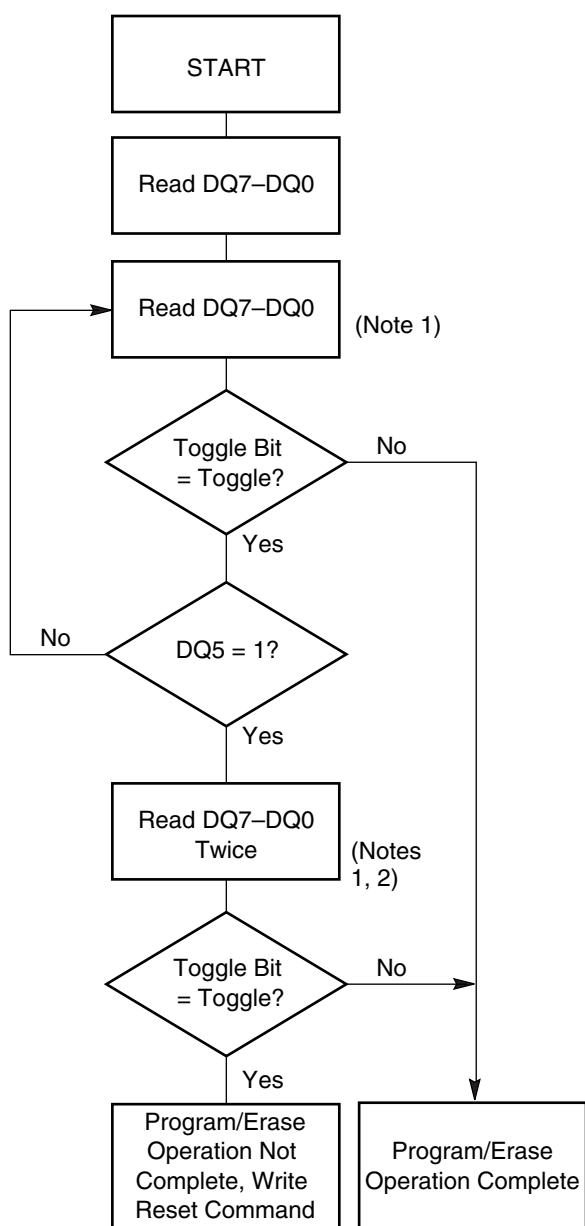 START
Read DQ7–DQ0
Read DQ7–DQ0
(Note 1)
Toggle Bit
= Toggle?
No
Yes
No
DQ5 = 1?
Yes
Read DQ7–DQ0
Twice
(Notes
1, 2)
Toggle Bit
= Toggle?
No
Yes
Program/Erase
Operation Not
Complete, Write
Reset Command
Program/Erase
Operation Complete